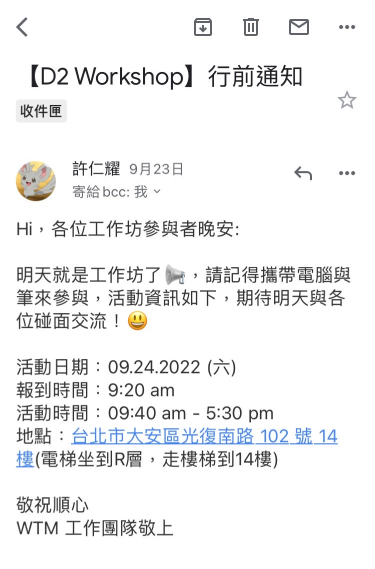 【D2 Workshop】行前通知
收件匣
許仁耀 9月23日
寄給 bcc: 我
Hi，各位工作坊參與者晚安:
明天就是工作坊了📢，請記得攜帶電腦與
筆來參與，活動資訊如下，期待明天與各
位碰面交流！😃
活動日期：09.24.2022 (六)
報到時間：9:20 am
活動時間：09:40 am - 5:30 pm
地點：台北市大安區光復南路 102 號 14
樓(電梯坐到R層，走樓梯到14樓)
敬祝順心
WTM 工作團隊敬上